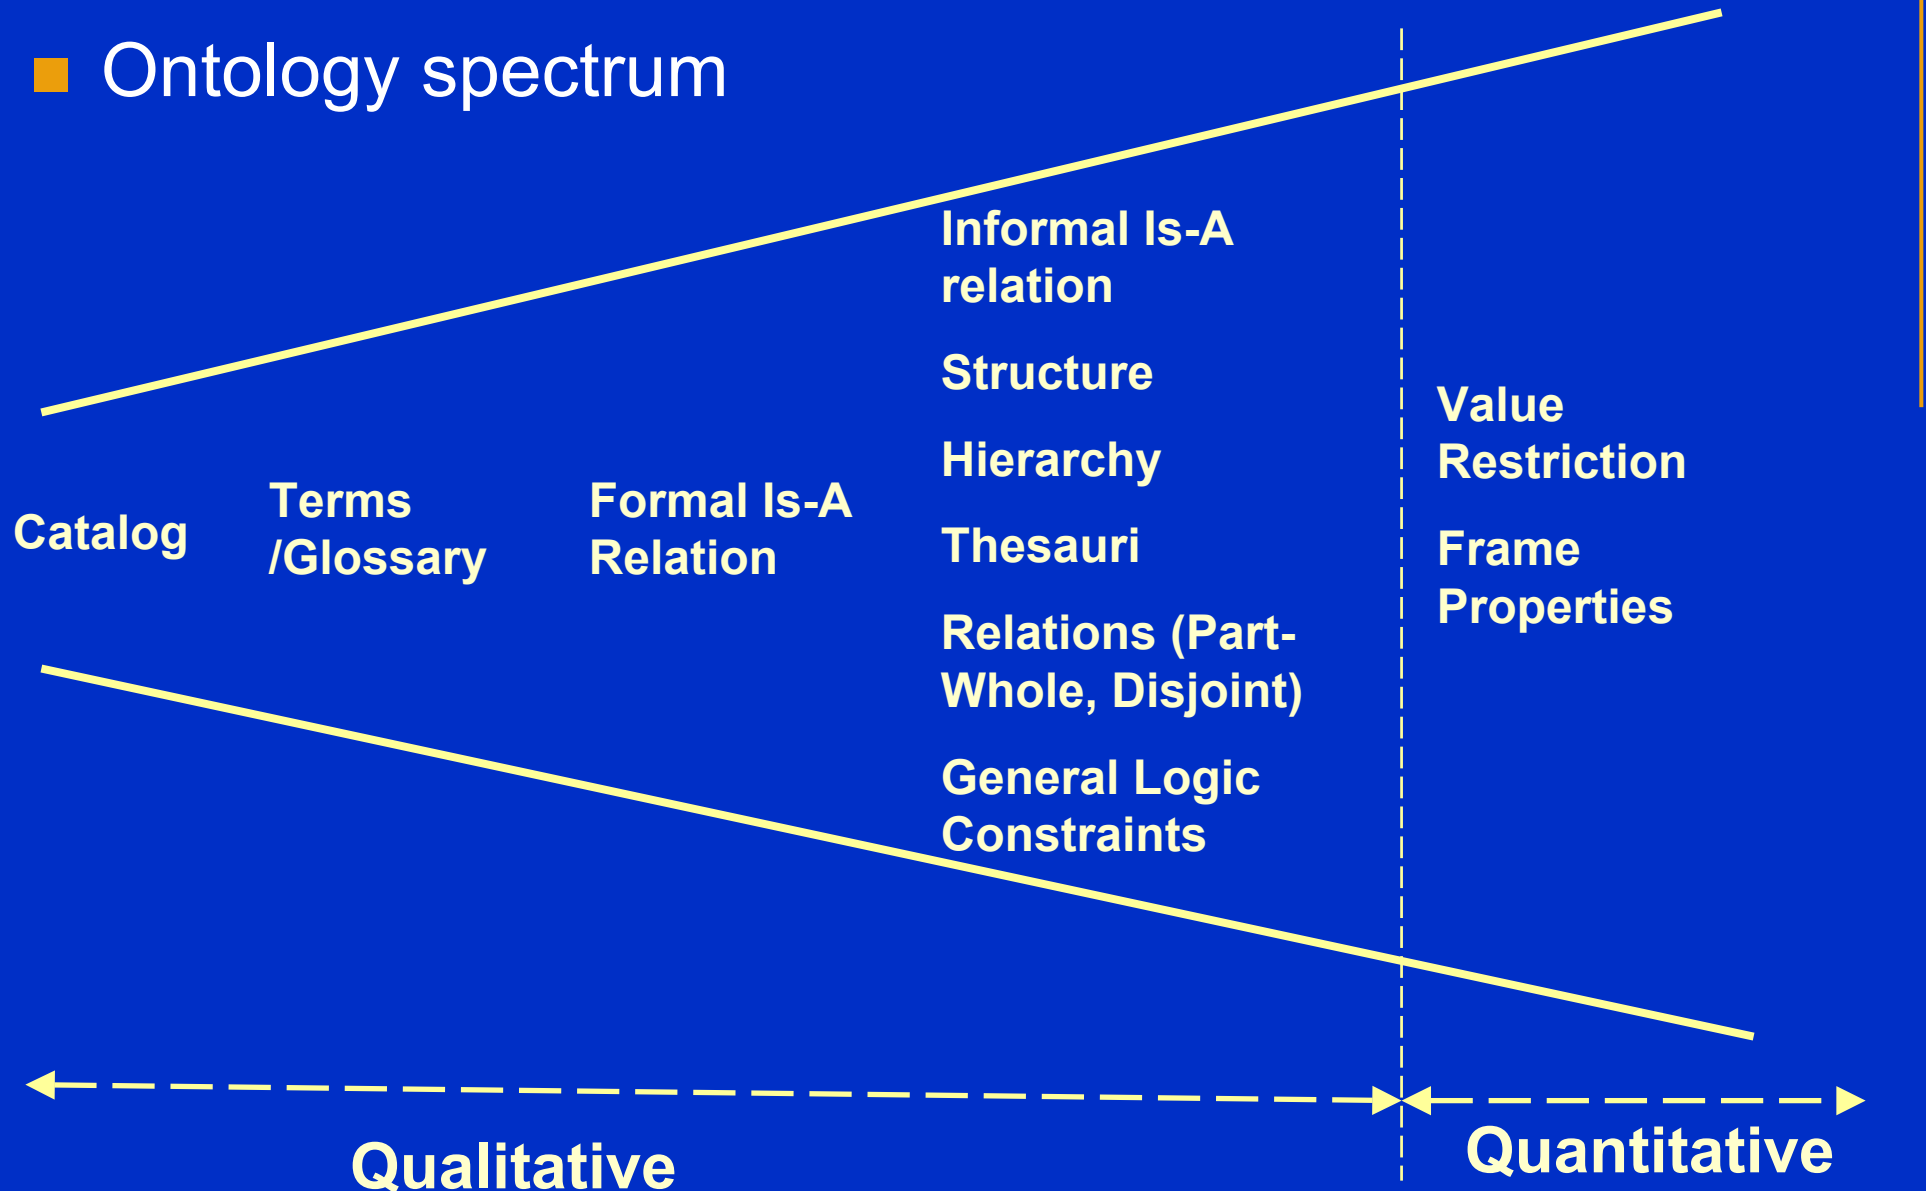 Ontology spectrum
Catalog
Terms
/Glossary
Formal Is-A
Relation
Informal Is-A
relation
Structure
Hierarchy
Thesauri
Relations (Part-
Whole, Disjoint)
General Logic
Constraints
Value
Restriction
Frame
Properties
Qualitative
Quantitative